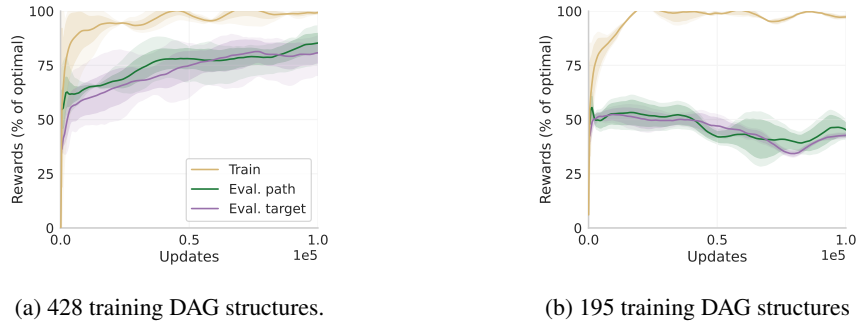 100
75
50
25
0
Rewards (% of optimal)
Train
Eval. path
Eval. target
0.0
0.5
1.0
Updates
1e5
(a) 428 training DAG structures.
100
75
50
25
0
Rewards (% of optimal)
0.0
0.5
1.0
Updates
1e5
(b) 195 training DAG structures